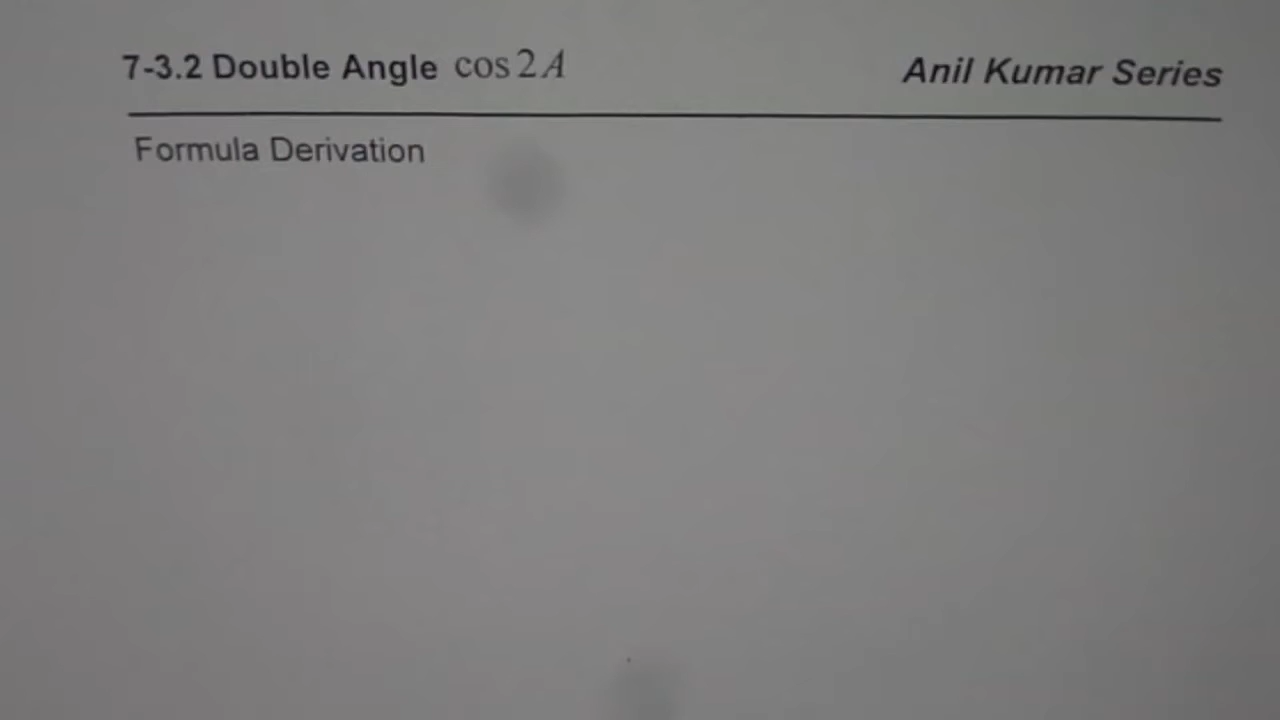 7-3.2 Double Angle cos 2A Anil Kumar Series
Formula Derivation